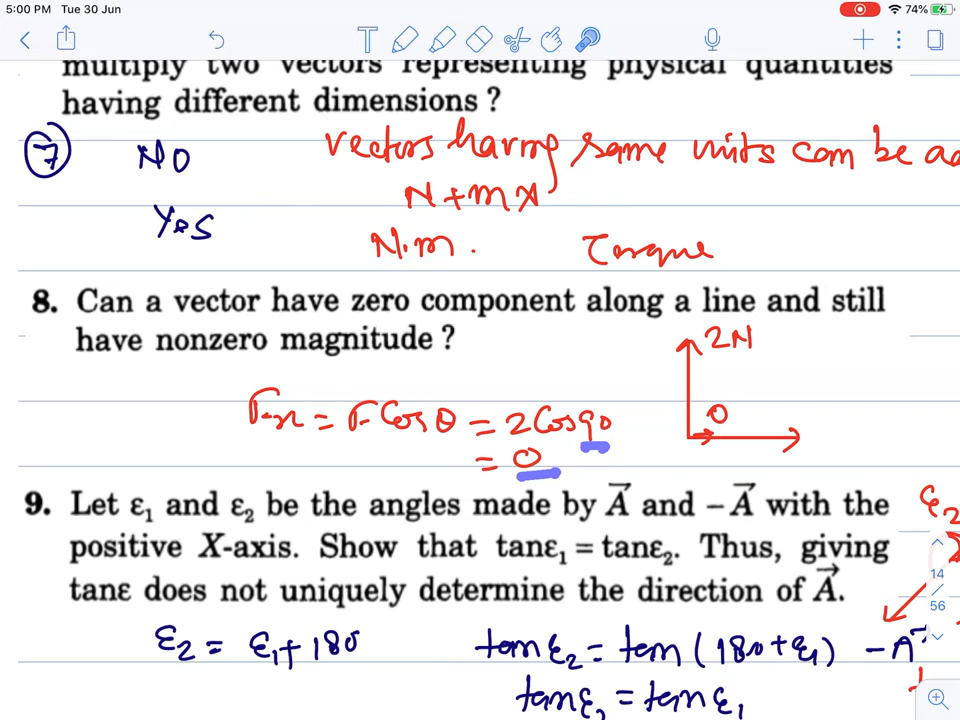 5:00 PM Tue 30 Jun 74%
multiply two vectors representing physical quantities
having different dimensions ?
7 NO vectors having same units can be
N + m X
Yes
N.m. Torque
8. Can a vector have zero component along a line and still
have nonzero magnitude ?
2N
0
Fx = F Cos θ = 2 Cos 90
= 0
9. Let ε₁ and ε₂ be the angles made by A⃗ and – A⃗ with the
ε₂
positive X-axis. Show that tanε₁ = tanε₂. Thus, giving
tanε does not uniquely determine the direction of A⃗.
14
/
56
ε₂ = ε₁ + 180 tan ε₂ = tan (180 + ε₁) – A⃗
tan ε₂ = tan ε₁